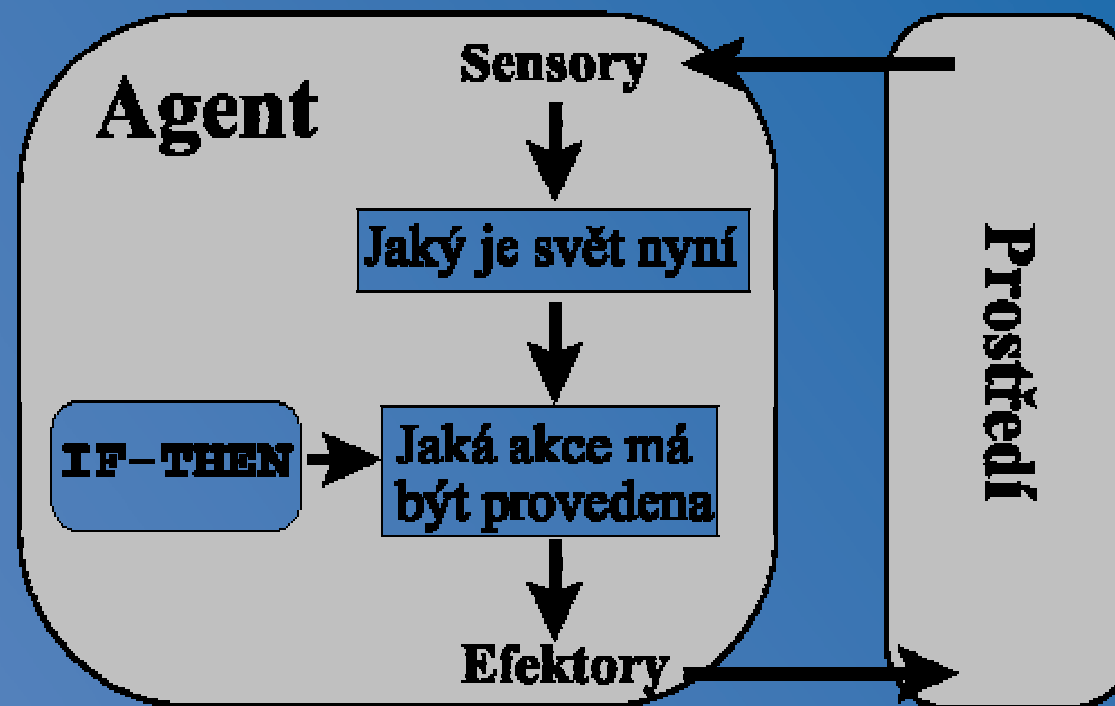 Sensory
Agent
Jaký je svět nyní
IF-THEN
Jaká akce má
být provedena
Efektory
Prostředí